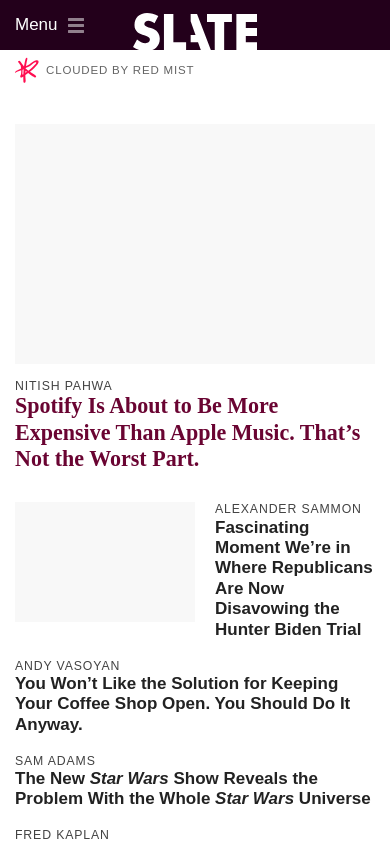 Menu
SLATE
CLOUDED BY RED MIST
NITISH PAHWA
Spotify Is About to Be More
Expensive Than Apple Music. That’s
Not the Worst Part.
ALEXANDER SAMMON
Fascinating
Moment We’re in
Where Republicans
Are Now
Disavowing the
Hunter Biden Trial
ANDY VASOYAN
You Won’t Like the Solution for Keeping
Your Coffee Shop Open. You Should Do It
Anyway.
SAM ADAMS
The New Star Wars Show Reveals the
Problem With the Whole Star Wars Universe
FRED KAPLAN